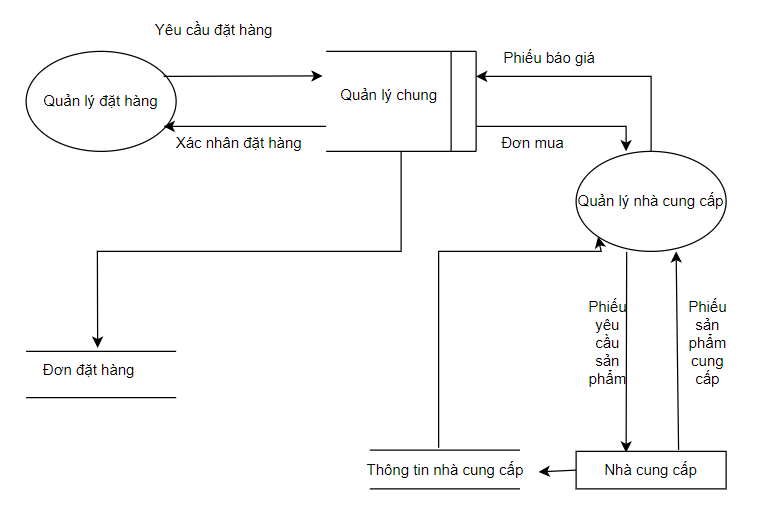 Yêu cầu đặt hàng
Phiếu báo giá
Quản lý đặt hàng
Quản lý chung
Xác nhân đặt hàng
Đơn mua
Quản lý nhà cung cấp
Phiếu
yêu
cầu
sản
phẩm
Phiếu
sản
phẩm
cung
cấp
Đơn đặt hàng
Thông tin nhà cung cấp
Nhà cung cấp